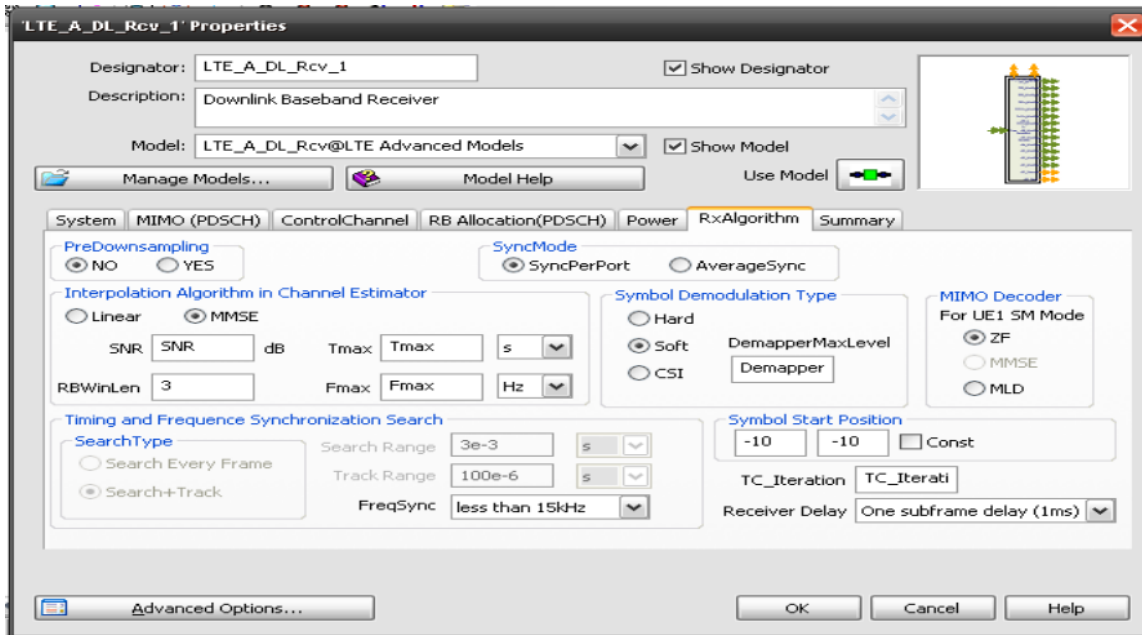 'LTE_A_DL_Rcv_1' Properties
Designator: LTE_A_DL_Rcv_1 Show Designator
Description: Downlink Baseband Receiver
Model: LTE_A_DL_Rcv@LTE Advanced Models Show Model
Manage Models... Model Help Use Model
System MIMO (PDSCH) ControlChannel RB Allocation(PDSCH) Power RxAlgorithm Summary
PreDownsampling SyncMode
NO YES SyncPerPort AverageSync
Interpolation Algorithm in Channel Estimator Symbol Demodulation Type MIMO Decoder
Linear MMSE Hard For UE1 SM Mode
SNR SNR dB Tmax Tmax s Soft DemapperMaxLevel ZF
CSI Demapper MMSE
RBWinLen 3 Fmax Fmax Hz MLD
Timing and Frequence Synchronization Search Symbol Start Position
SearchType Search Range 3e-3 s -10 -10 Const
Search Every Frame
Track Range 100e-6 s TC_Iteration TC_Iterati
Search+Track
FreqSync less than 15kHz Receiver Delay One subframe delay (1ms)
Advanced Options... OK Cancel Help